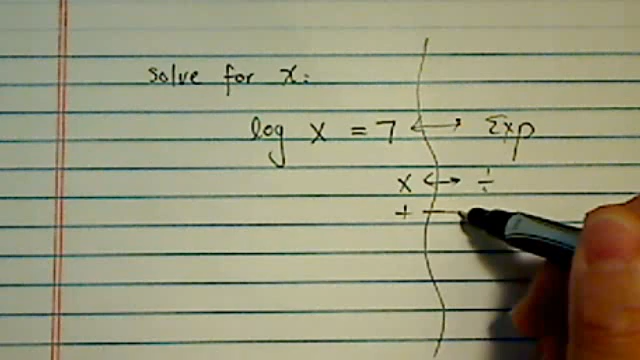 solve for x:
log x = 7 ↔ Exp
x ↔ ÷
+ —